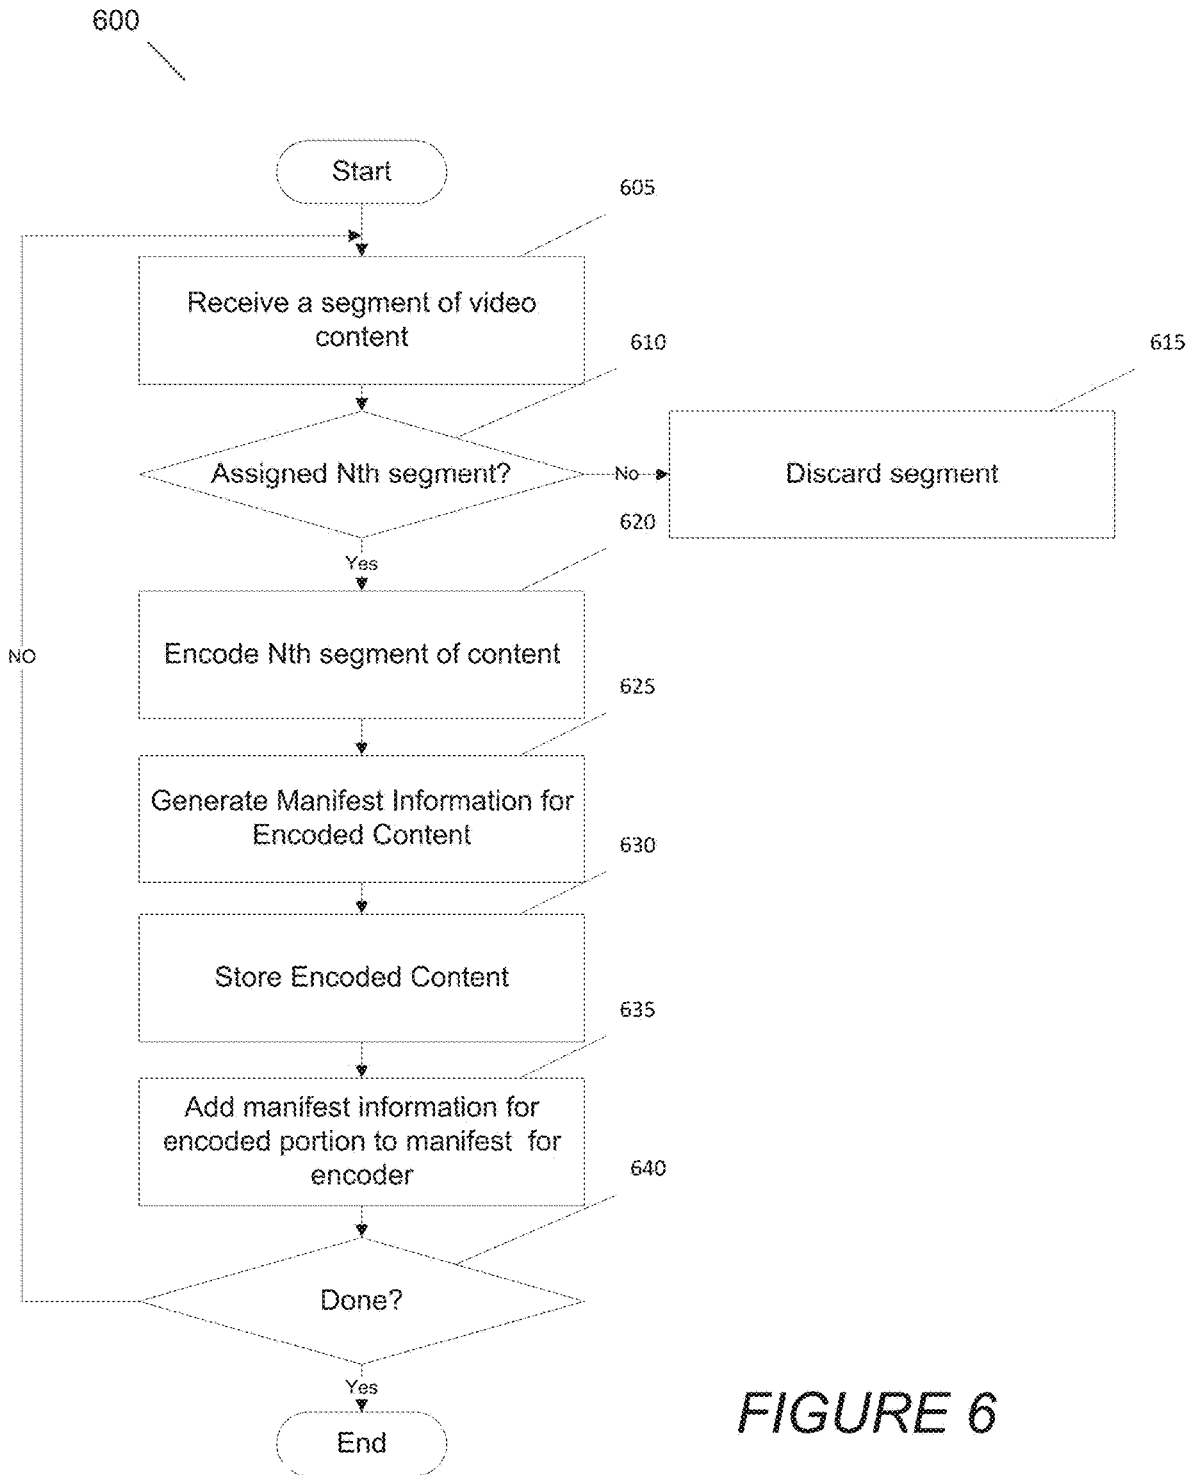 600
Start
605
Receive a segment of video
content
610
615
Assigned Nth segment?
No
Discard segment
620
Yes
Encode Nth segment of content
NO
625
Generate Manifest Information for
Encoded Content
630
Store Encoded Content
635
Add manifest information for
encoded portion to manifest for
encoder
640
Done?
Yes
End
FIGURE 6